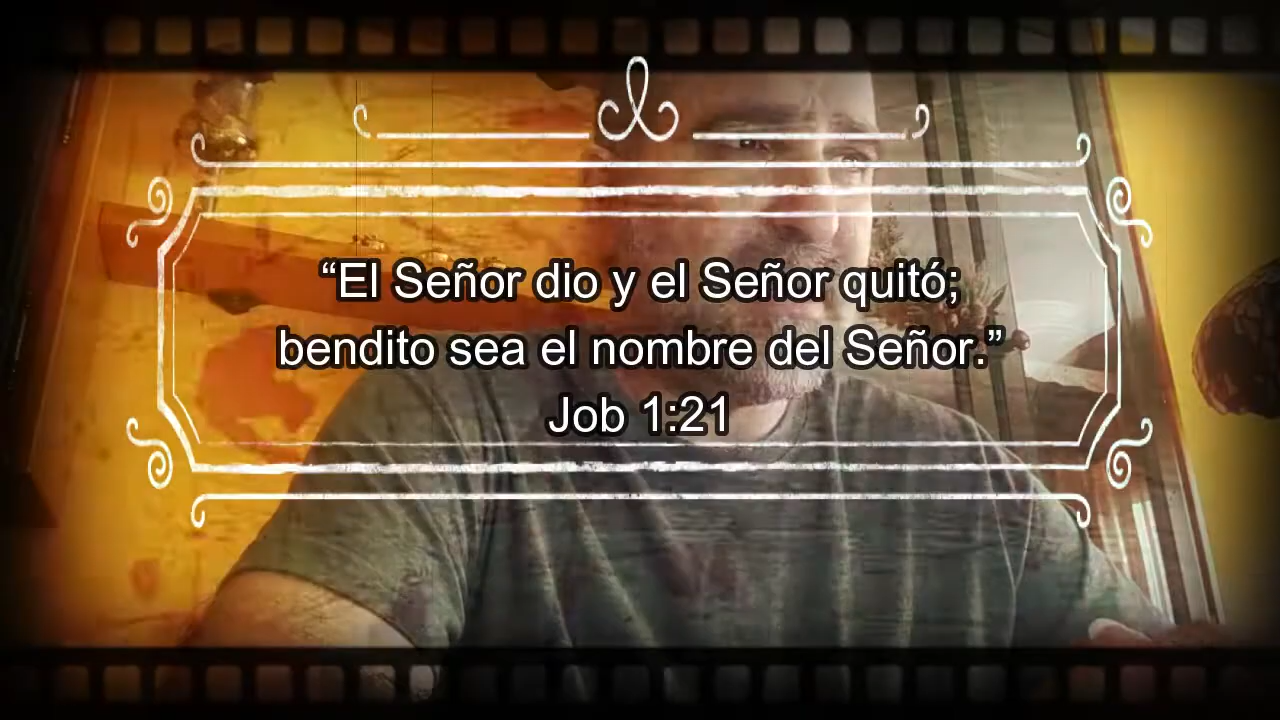 “El Señor dio y el Señor quitó;
bendito sea el nombre del Señor.”
Job 1:21